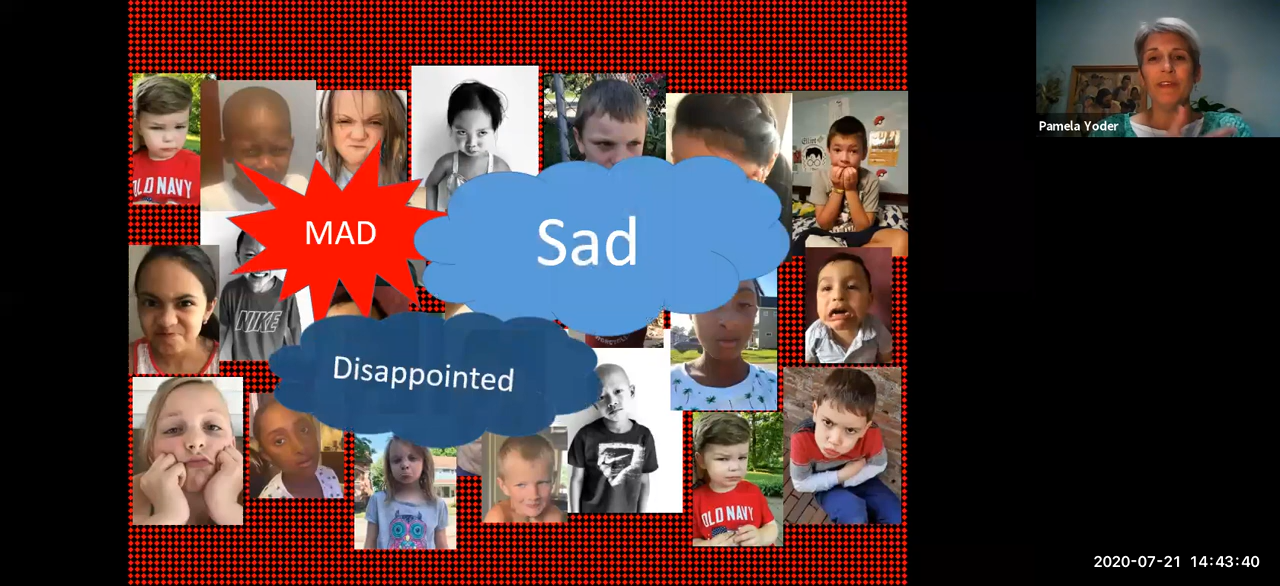 Pamela Yoder
OLD NAVY
MAD
Sad
NIKE
Disappointed
OLD NAVY
2020-07-21 14:43:40